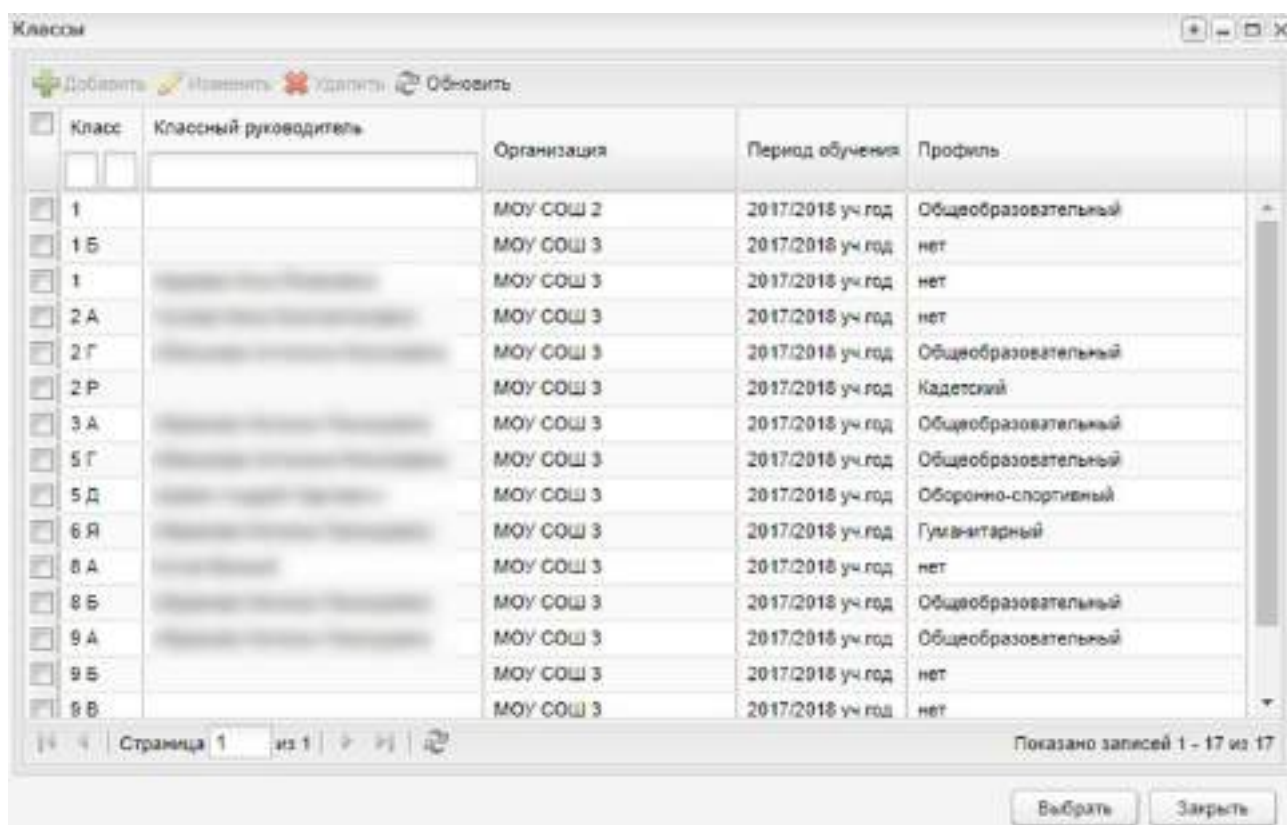 Классы
Добавить Изменить Удалить Обновить
Класс Классный руководитель Организация Период обучения Профиль
1 МОУ СОШ 2 2017/2018 уч.год Общеобразовательный
1 Б МОУ СОШ 3 2017/2018 уч.год нет
1 МОУ СОШ 3 2017/2018 уч.год нет
2 А МОУ СОШ 3 2017/2018 уч.год нет
2 Г МОУ СОШ 3 2017/2018 уч.год Общеобразовательный
2 Р МОУ СОШ 3 2017/2018 уч.год Кадетский
3 А МОУ СОШ 3 2017/2018 уч.год Общеобразовательный
5 Г МОУ СОШ 3 2017/2018 уч.год Общеобразовательный
5 Д МОУ СОШ 3 2017/2018 уч.год Оборонно-спортивный
6 Я МОУ СОШ 3 2017/2018 уч.год Гуманитарный
8 А МОУ СОШ 3 2017/2018 уч.год нет
8 Б МОУ СОШ 3 2017/2018 уч.год Общеобразовательный
9 А МОУ СОШ 3 2017/2018 уч.год Общеобразовательный
9 Б МОУ СОШ 3 2017/2018 уч.год нет
9 В МОУ СОШ 3 2017/2018 уч.год нет
Страница 1 из 1 Показано записей 1 - 17 из 17
Выбрать Закрыть